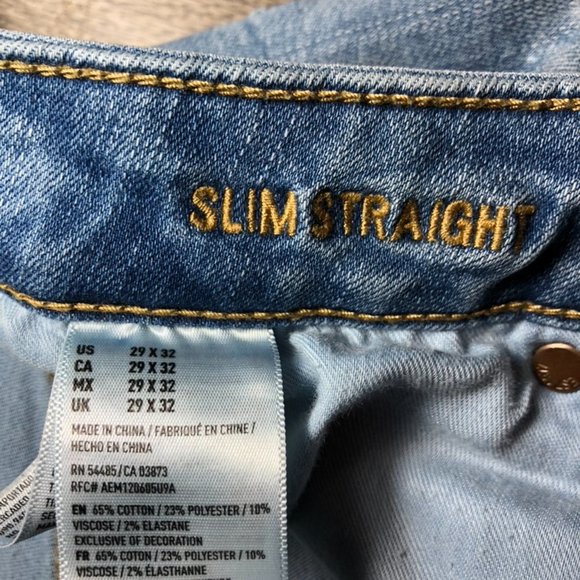 SLIM STRAIGHT
US 29 X 32
CA 29 X 32
MX 29 X 32
UK 29 X 32
MADE IN CHINA / FABRIQUÉ EN CHINE /
HECHO EN CHINA
RN 54485/CA 03873
RFC# AEM120605U9A
EN 65% COTTON / 23% POLYESTER / 10%
VISCOSE / 2% ELASTANE
EXCLUSIVE OF DECORATION
FR 65% COTON / 23% POLYESTER / 10%
VISCOSE / 2% ÉLASTHANNE